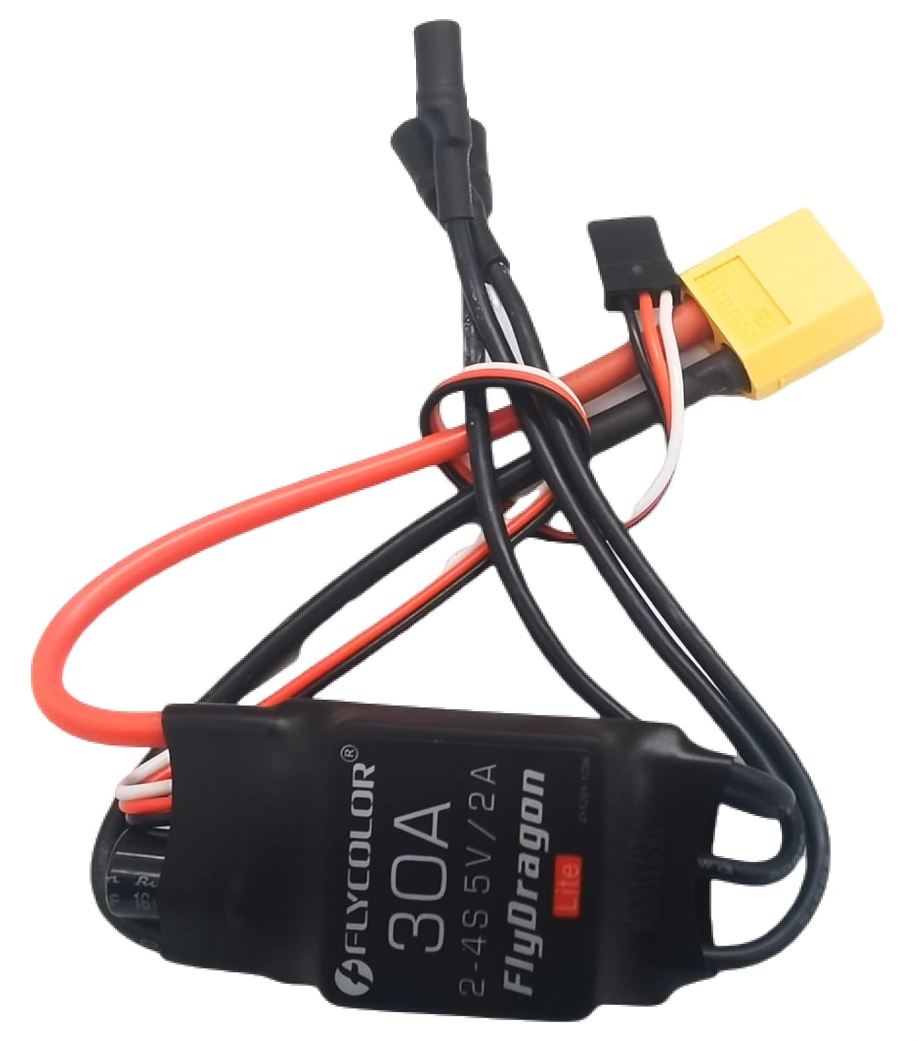 FLYCOLOR®
30A
2-4S 5V/2A
FlyDragon
Lite